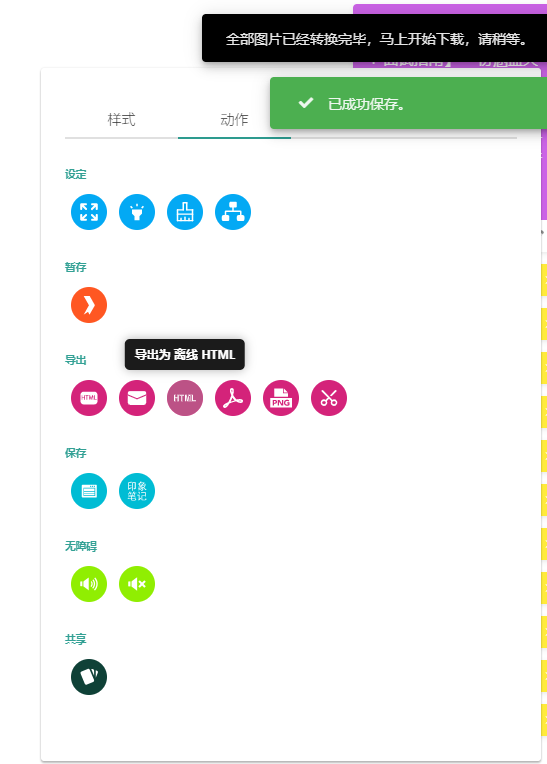 全部图片已经转换完毕，马上开始下载，请稍等。
已成功保存。
样式
动作
设定
暂存
导出为 离线 HTML
导出
HTML
HTML
PNG
保存
印象
笔记
无障碍
共享